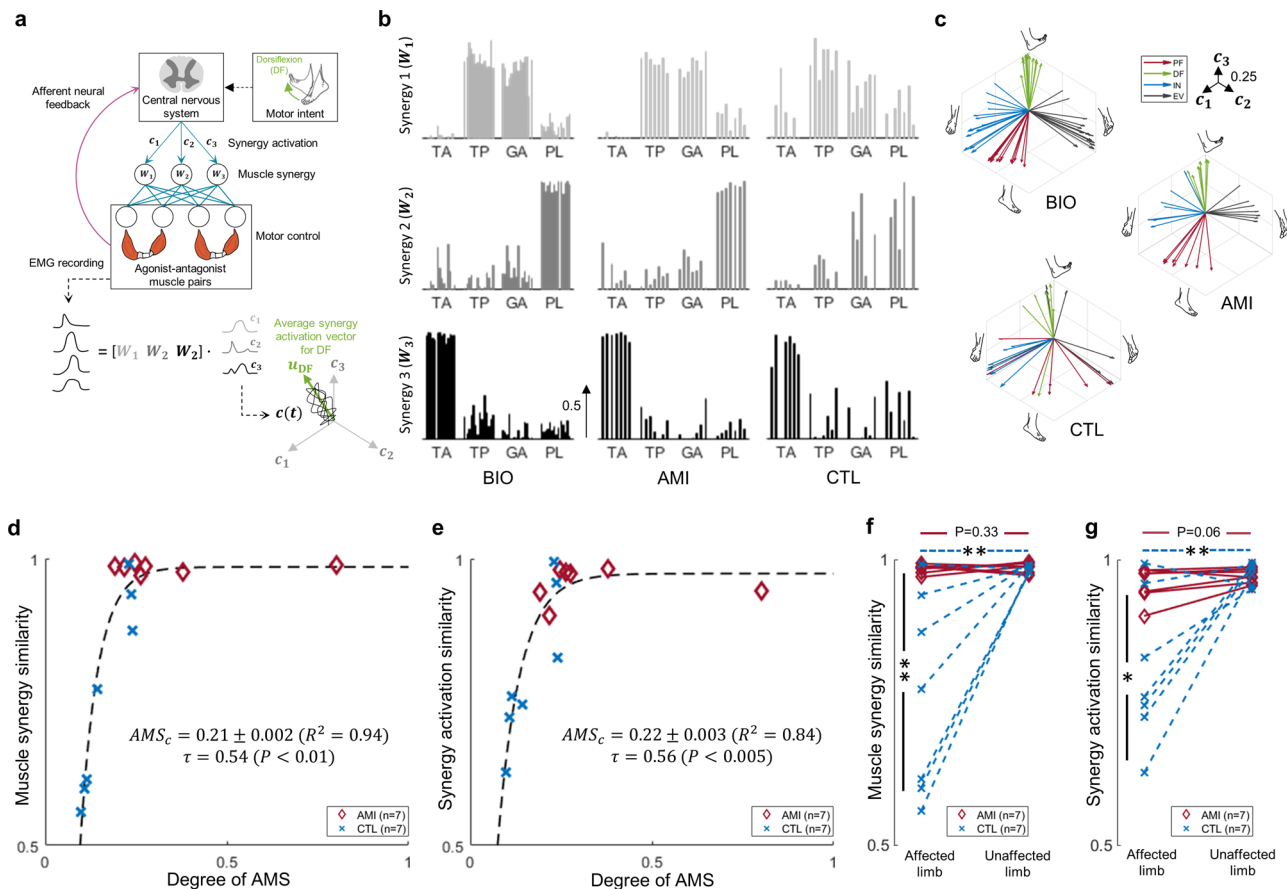 a
Dorsiflexion
(DF)
Afferent neural
feedback
Central nervous
system
Motor intent
c₁
c₂
c₃
Synergy activation
W₁
W₂
W₃
Muscle synergy
Motor control
EMG recording
Agonist-antagonist
muscle pairs
= [W₁ W₂ W₂] ·
c₁
c₂
c₃
Average synergy
activation vector
for DF
u_DF
c₃
c(t)
c₁
c₂
b
Synergy 1 (W₁)
TA TP GA PL
TA TP GA PL
TA TP GA PL
Synergy 2 (W₂)
TA TP GA PL
TA TP GA PL
TA TP GA PL
Synergy 3 (W₃)
0.5
TA TP GA PL
TA TP GA PL
TA TP GA PL
BIO
AMI
CTL
c
PF
DF
IN
EV
c₃
0.25
c₁
c₂
BIO
AMI
CTL
d
1
Muscle synergy similarity
AMS_c = 0.21 ± 0.002 (R² = 0.94)
τ = 0.54 (P < 0.01)
AMI (n=7)
CTL (n=7)
0.5
0
0.5
1
Degree of AMS
e
1
Synergy activation similarity
AMS_c = 0.22 ± 0.003 (R² = 0.84)
τ = 0.56 (P < 0.005)
AMI (n=7)
CTL (n=7)
0.5
0
0.5
1
Degree of AMS
f
P=0.33
**
1
Muscle synergy similarity
**
AMI (n=7)
CTL (n=7)
0.5
Affected
limb
Unaffected
limb
g
P=0.06
**
1
Synergy activation similarity
*
AMI (n=7)
CTL (n=7)
0.5
Affected
limb
Unaffected
limb